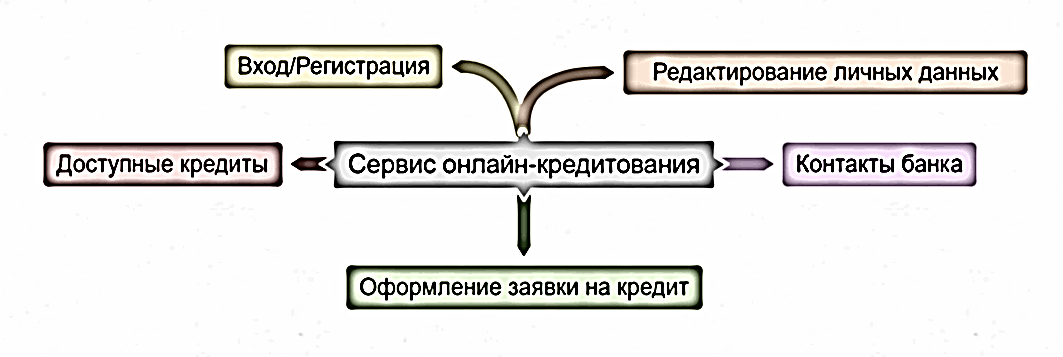 Вход/Регистрация
Редактирование личных данных
Доступные кредиты
Сервис онлайн-кредитования
Контакты банка
Оформление заявки на кредит